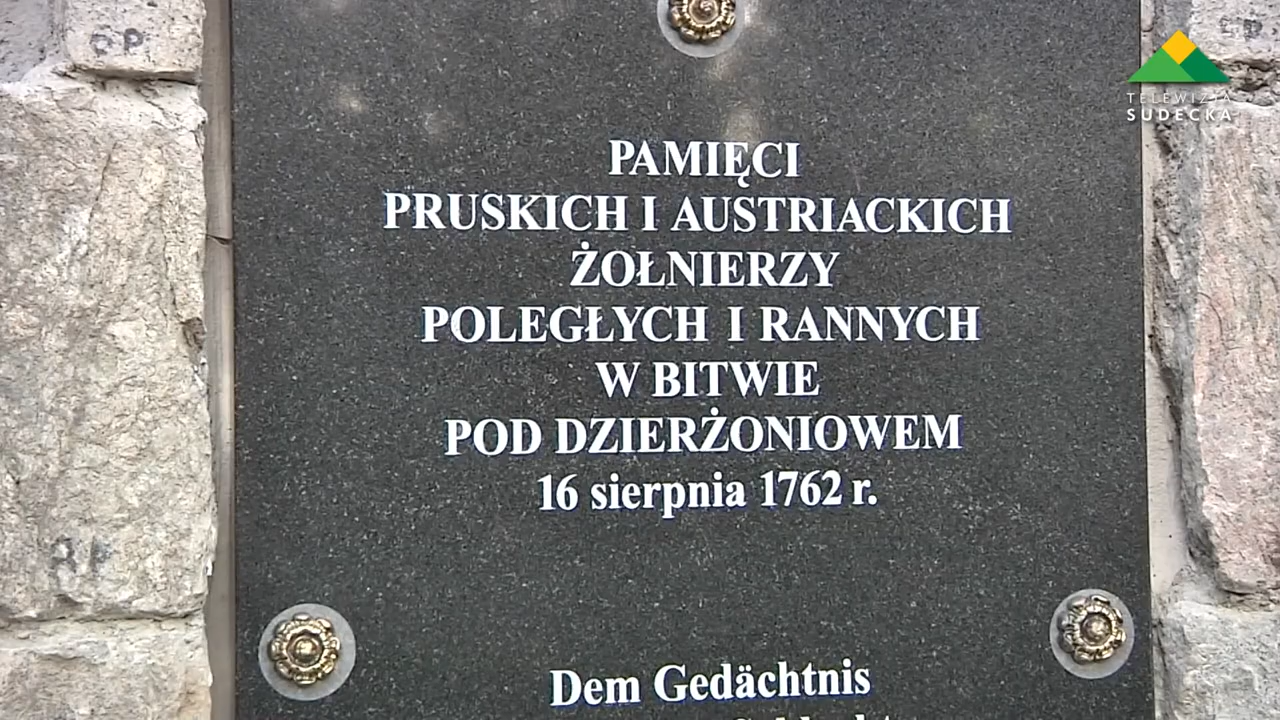 TELEWIZJA
SUDECKA
PAMIĘCI
PRUSKICH I AUSTRIACKICH
ŻOŁNIERZY
POLEGŁYCH I RANNYCH
W BITWIE
POD DZIERŻONIOWEM
16 sierpnia 1762 r.
Dem Gedächtnis